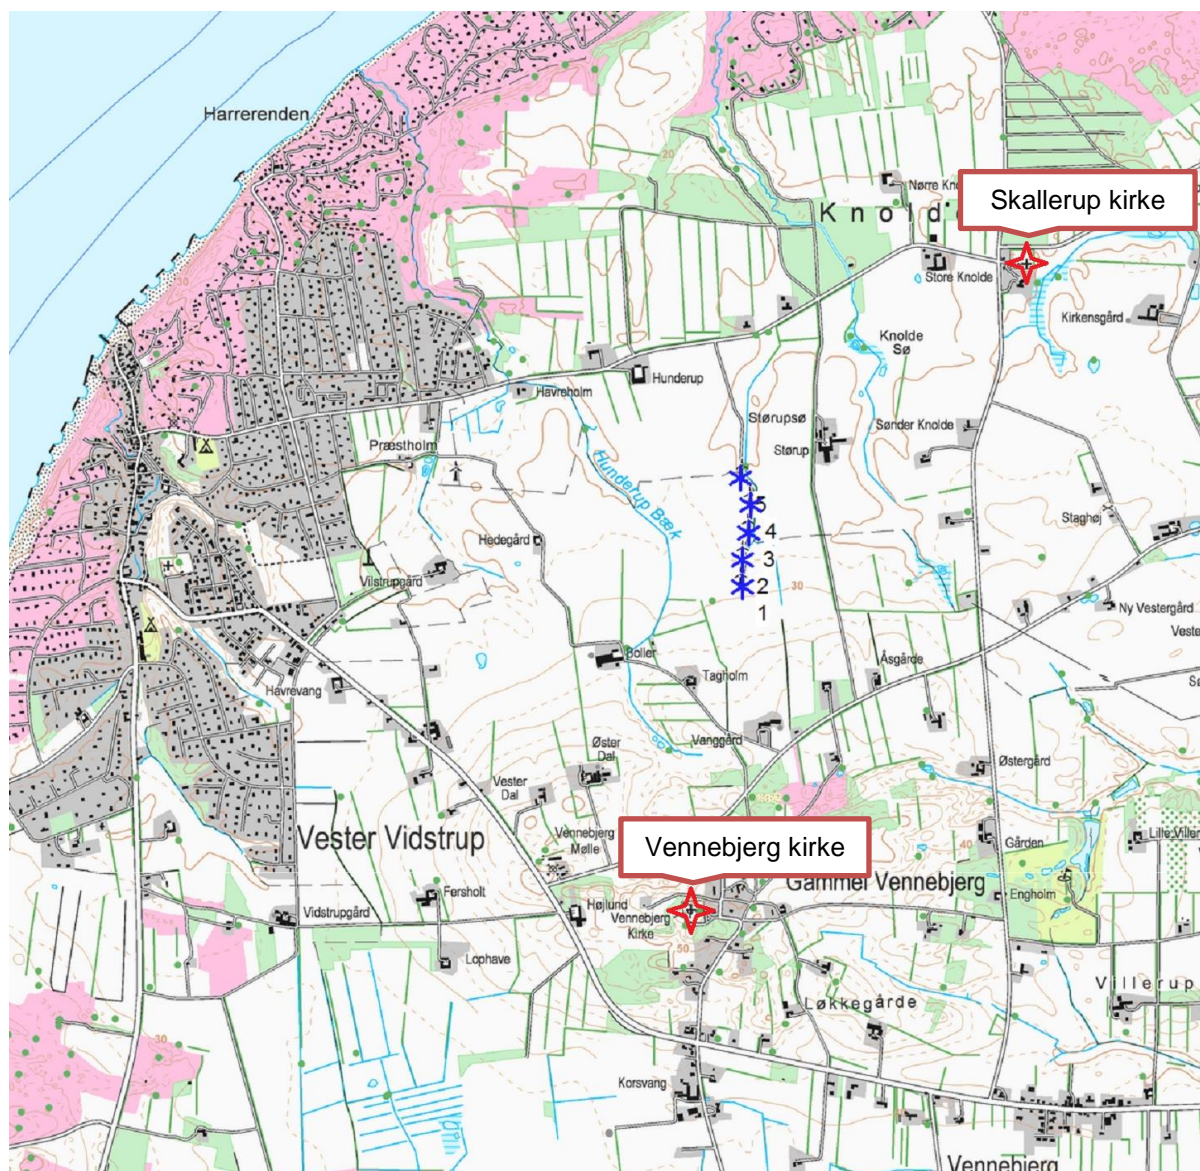 Harrerenden
20
Nørre Kno
Knolde
Skallerup kirke
Store Knolde
Kirkensgård
Knolde
Sø
Hunderup
Havreholm
Størupsø
Størup
Sønder Knolde
Præstholm
Hunderup Bæk
Staghøj
Hedegård
5
4
3
2
1
30
Vilstrupgård
Ny Vestergård
Veste
Boller
Tagholm
Åsgårde
Havrevang
Vanggård
Øster
Dal
Østergård
Vester
Dal
Vester Vidstrup
Vennebjerg
Mølle
Vennebjerg kirke
40
Gården
Lille Viller
Gammel Vennebjerg
Engholm
Fersholt
Højlund
Vidstrupgård
Vennebjerg
Kirke
50
Lophave
Løkkegårde
Villerup
30
Korsvang
Vennebjerg